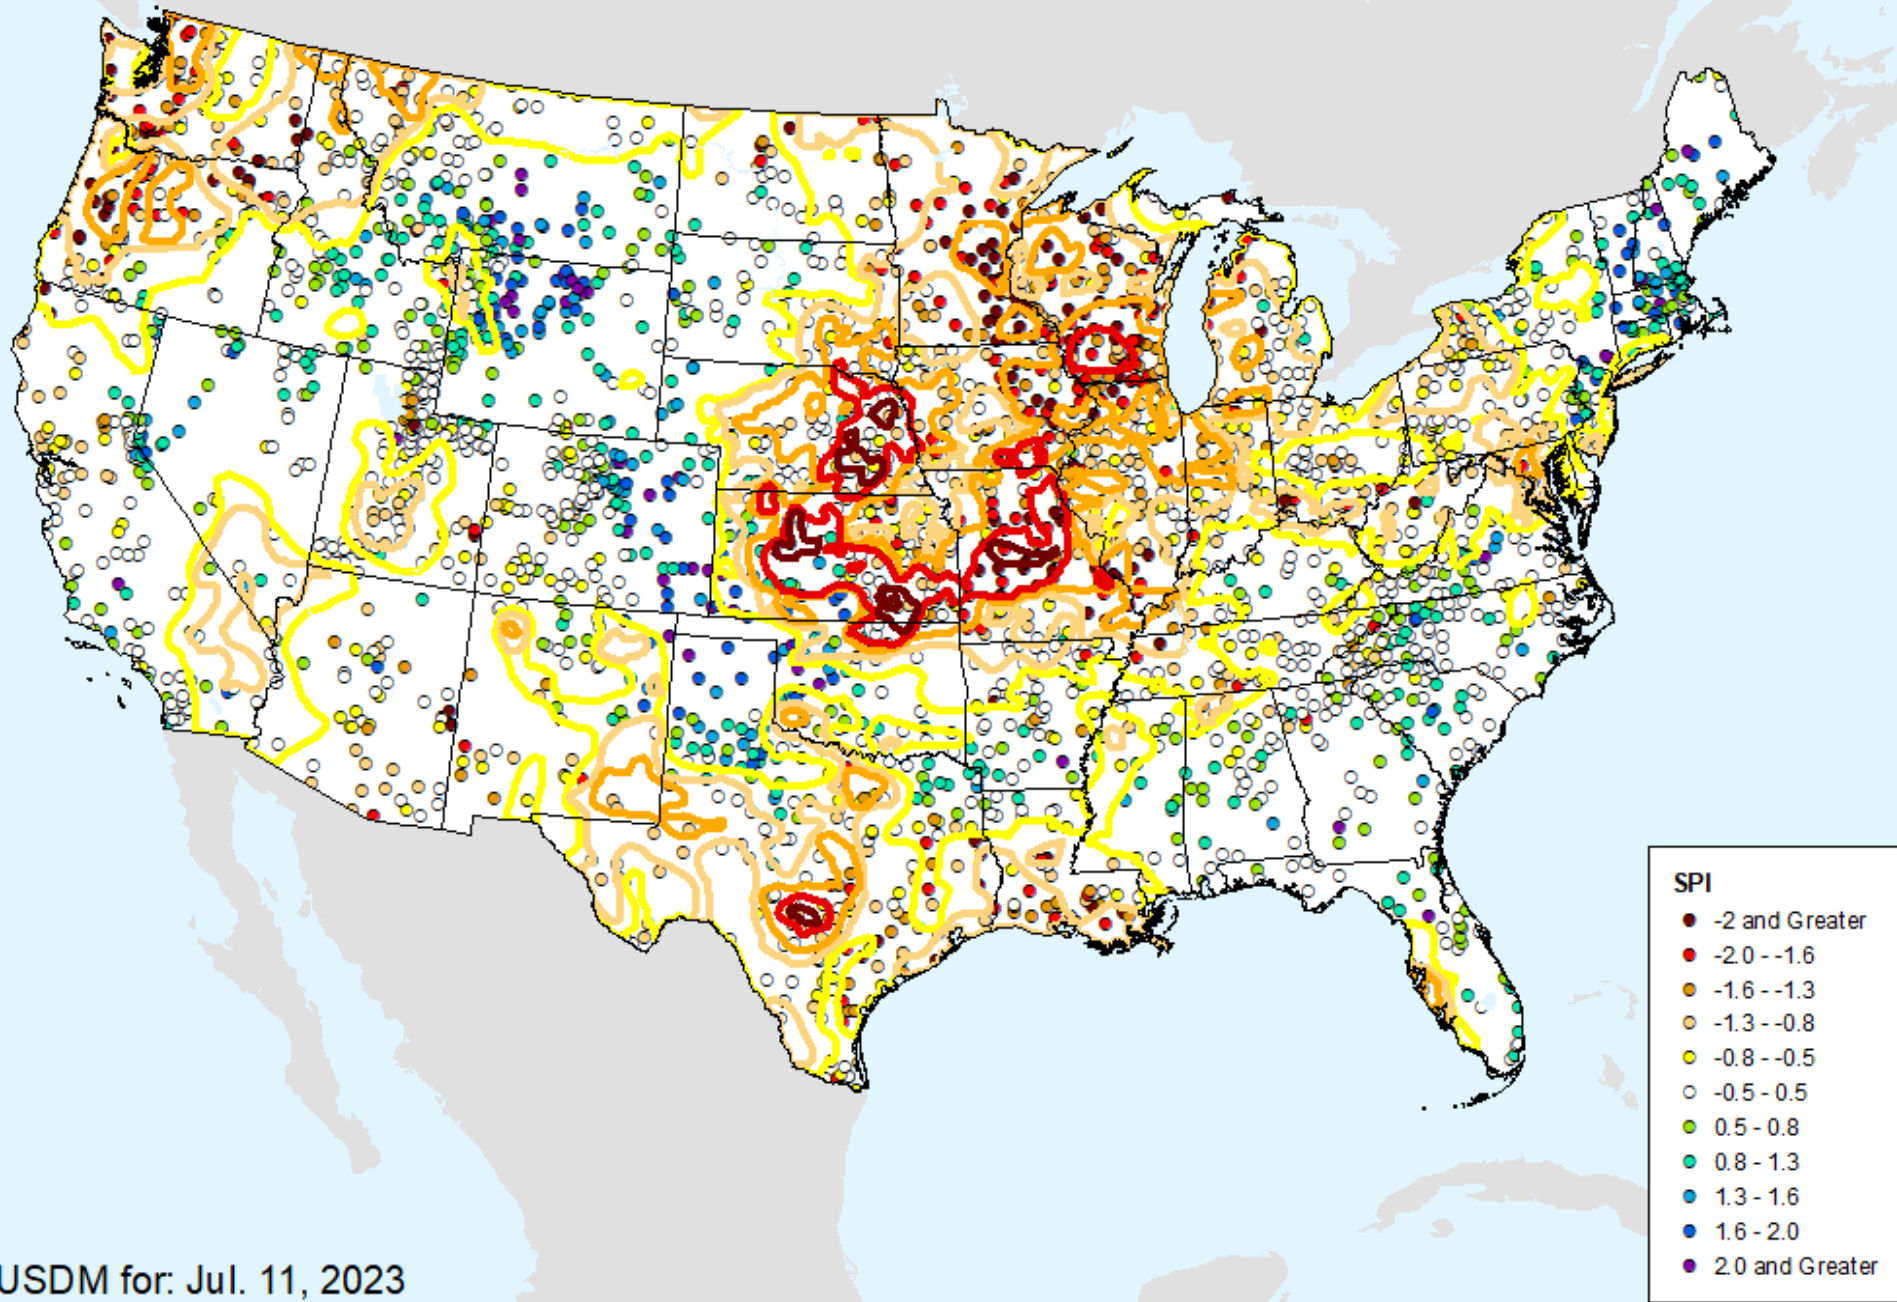 SPI
-2 and Greater
-2.0 - -1.6
-1.6 - -1.3
-1.3 - -0.8
-0.8 - -0.5
-0.5 - 0.5
0.5 - 0.8
0.8 - 1.3
1.3 - 1.6
1.6 - 2.0
2.0 and Greater
USDM for: Jul. 11, 2023